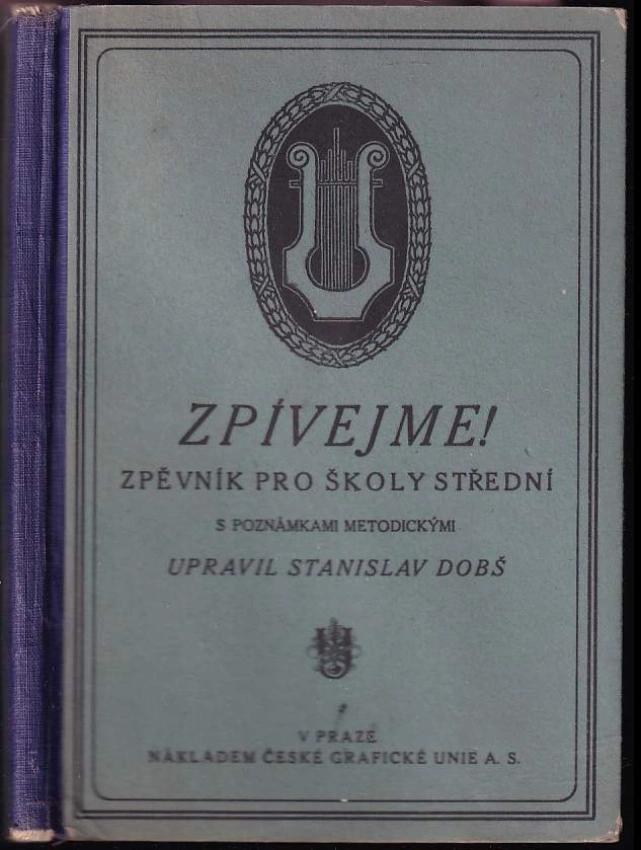 ZPÍVEJME!
ZPĚVNÍK PRO ŠKOLY STŘEDNÍ
S POZNÁMKAMI METODICKÝMI
UPRAVIL STANISLAV DOBŠ
V PRAZE
NÁKLADEM ČESKÉ GRAFICKÉ UNIE A. S.